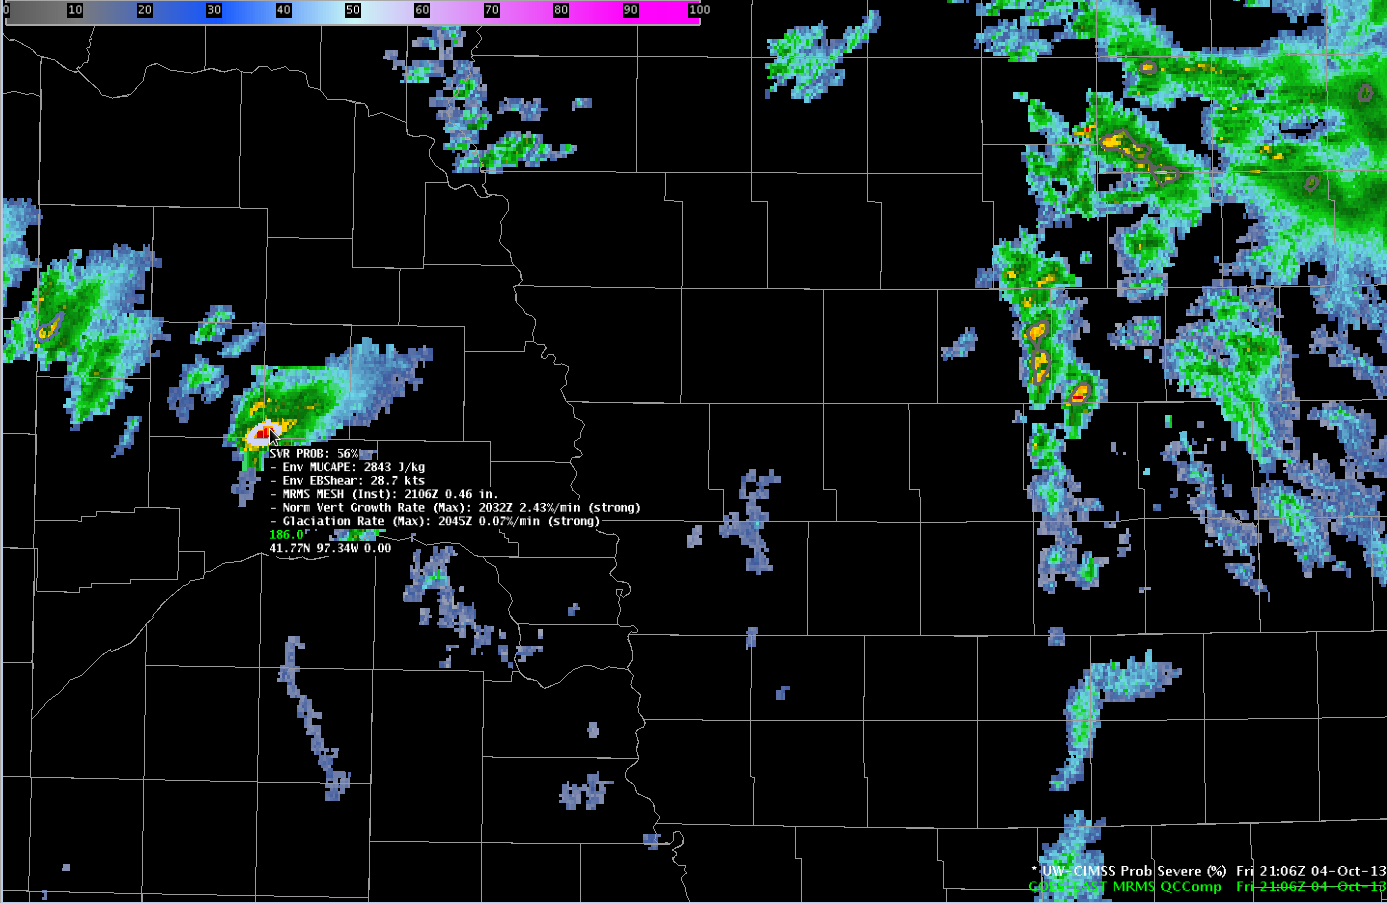 0 10 20 30 40 50 60 70 80 90 100
SVR PROB: 56%
- Env MUCAPE: 2843 J/kg
- Env EBShear: 28.7 kts
- MRMS MESH (Inst): 2106Z 0.46 in.
- Norm Vert Growth Rate (Max): 2032Z 2.43%/min (strong)
- Glaciation Rate (Max): 2045Z 0.07%/min (strong)
186.0
41.77N 97.34W 0.00
* UW-CIMSS Prob Severe (%) Fri 21:06Z 04-Oct-13
MRMS QCComp Fri 21:06Z 04-Oct-13